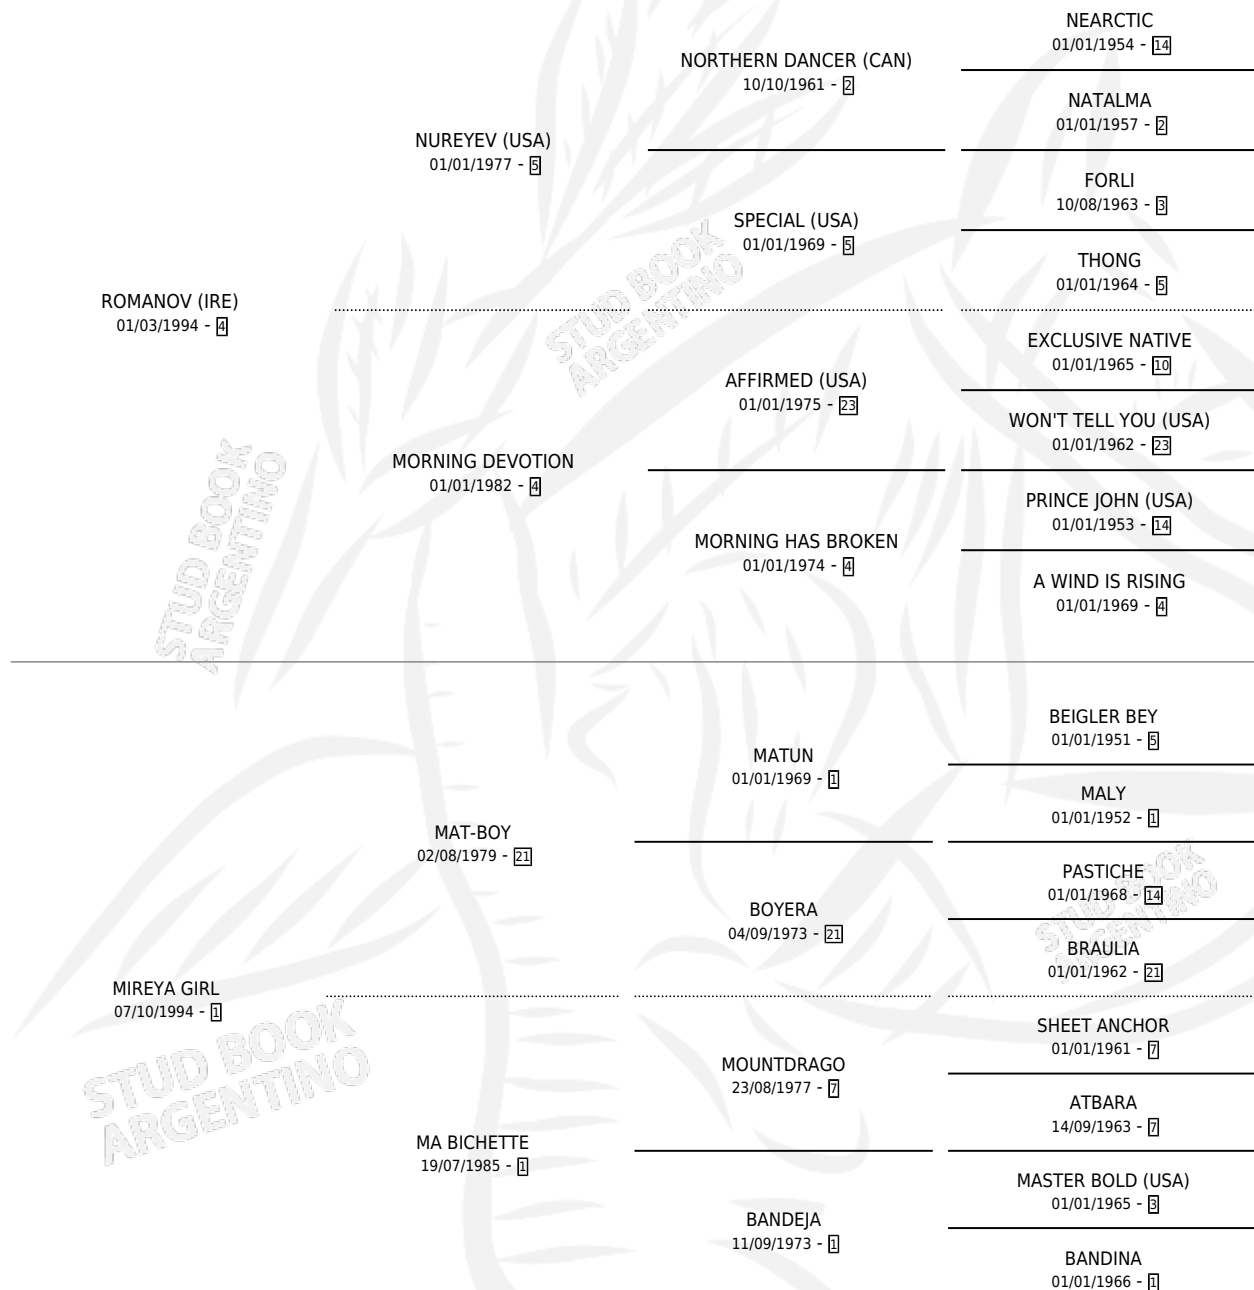 NEARCTIC
01/01/1954 - 14
NORTHERN DANCER (CAN)
10/10/1961 - 2
NATALMA
01/01/1957 - 2
NUREYEV (USA)
01/01/1977 - 5
FORLI
10/08/1963 - 3
SPECIAL (USA)
01/01/1969 - 5
THONG
01/01/1964 - 5
ROMANOV (IRE)
01/03/1994 - 4
EXCLUSIVE NATIVE
01/01/1965 - 10
AFFIRMED (USA)
01/01/1975 - 23
WON'T TELL YOU (USA)
01/01/1962 - 23
MORNING DEVOTION
01/01/1982 - 4
PRINCE JOHN (USA)
01/01/1953 - 14
MORNING HAS BROKEN
01/01/1974 - 4
A WIND IS RISING
01/01/1969 - 4
BEIGLER BEY
01/01/1951 - 5
MATUN
01/01/1969 - 1
MALY
01/01/1952 - 1
MAT-BOY
02/08/1979 - 21
PASTICHE
01/01/1968 - 14
BOYERA
04/09/1973 - 21
BRAULIA
01/01/1962 - 21
MIREYA GIRL
07/10/1994 - 1
SHEET ANCHOR
01/01/1961 - 7
MOUNTDRAGO
23/08/1977 - 7
ATBARA
14/09/1963 - 7
MA BICHETTE
19/07/1985 - 1
MASTER BOLD (USA)
01/01/1965 - 3
BANDEJA
11/09/1973 - 1
BANDINA
01/01/1966 - 1
STUD BOOK
ARGENTINO
STUD BOOK
ARGENTINO
STUD BOOK
ARGENTINO
STUD BOOK
ARGENTINO